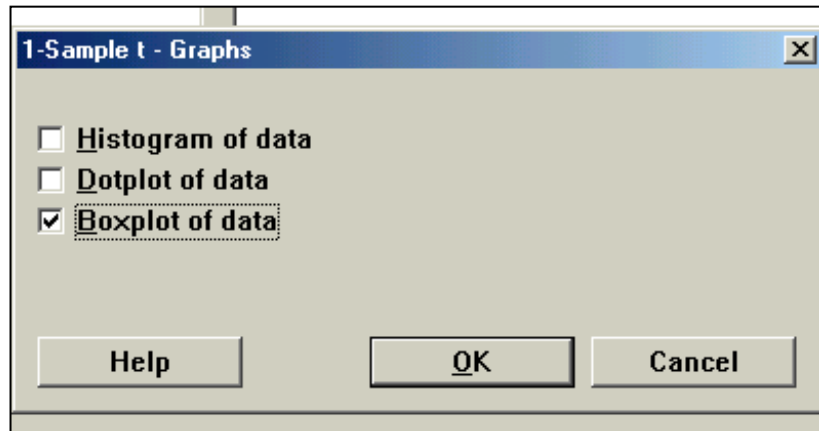 1-Sample t - Graphs
Histogram of data
Dotplot of data
Boxplot of data
Help OK Cancel